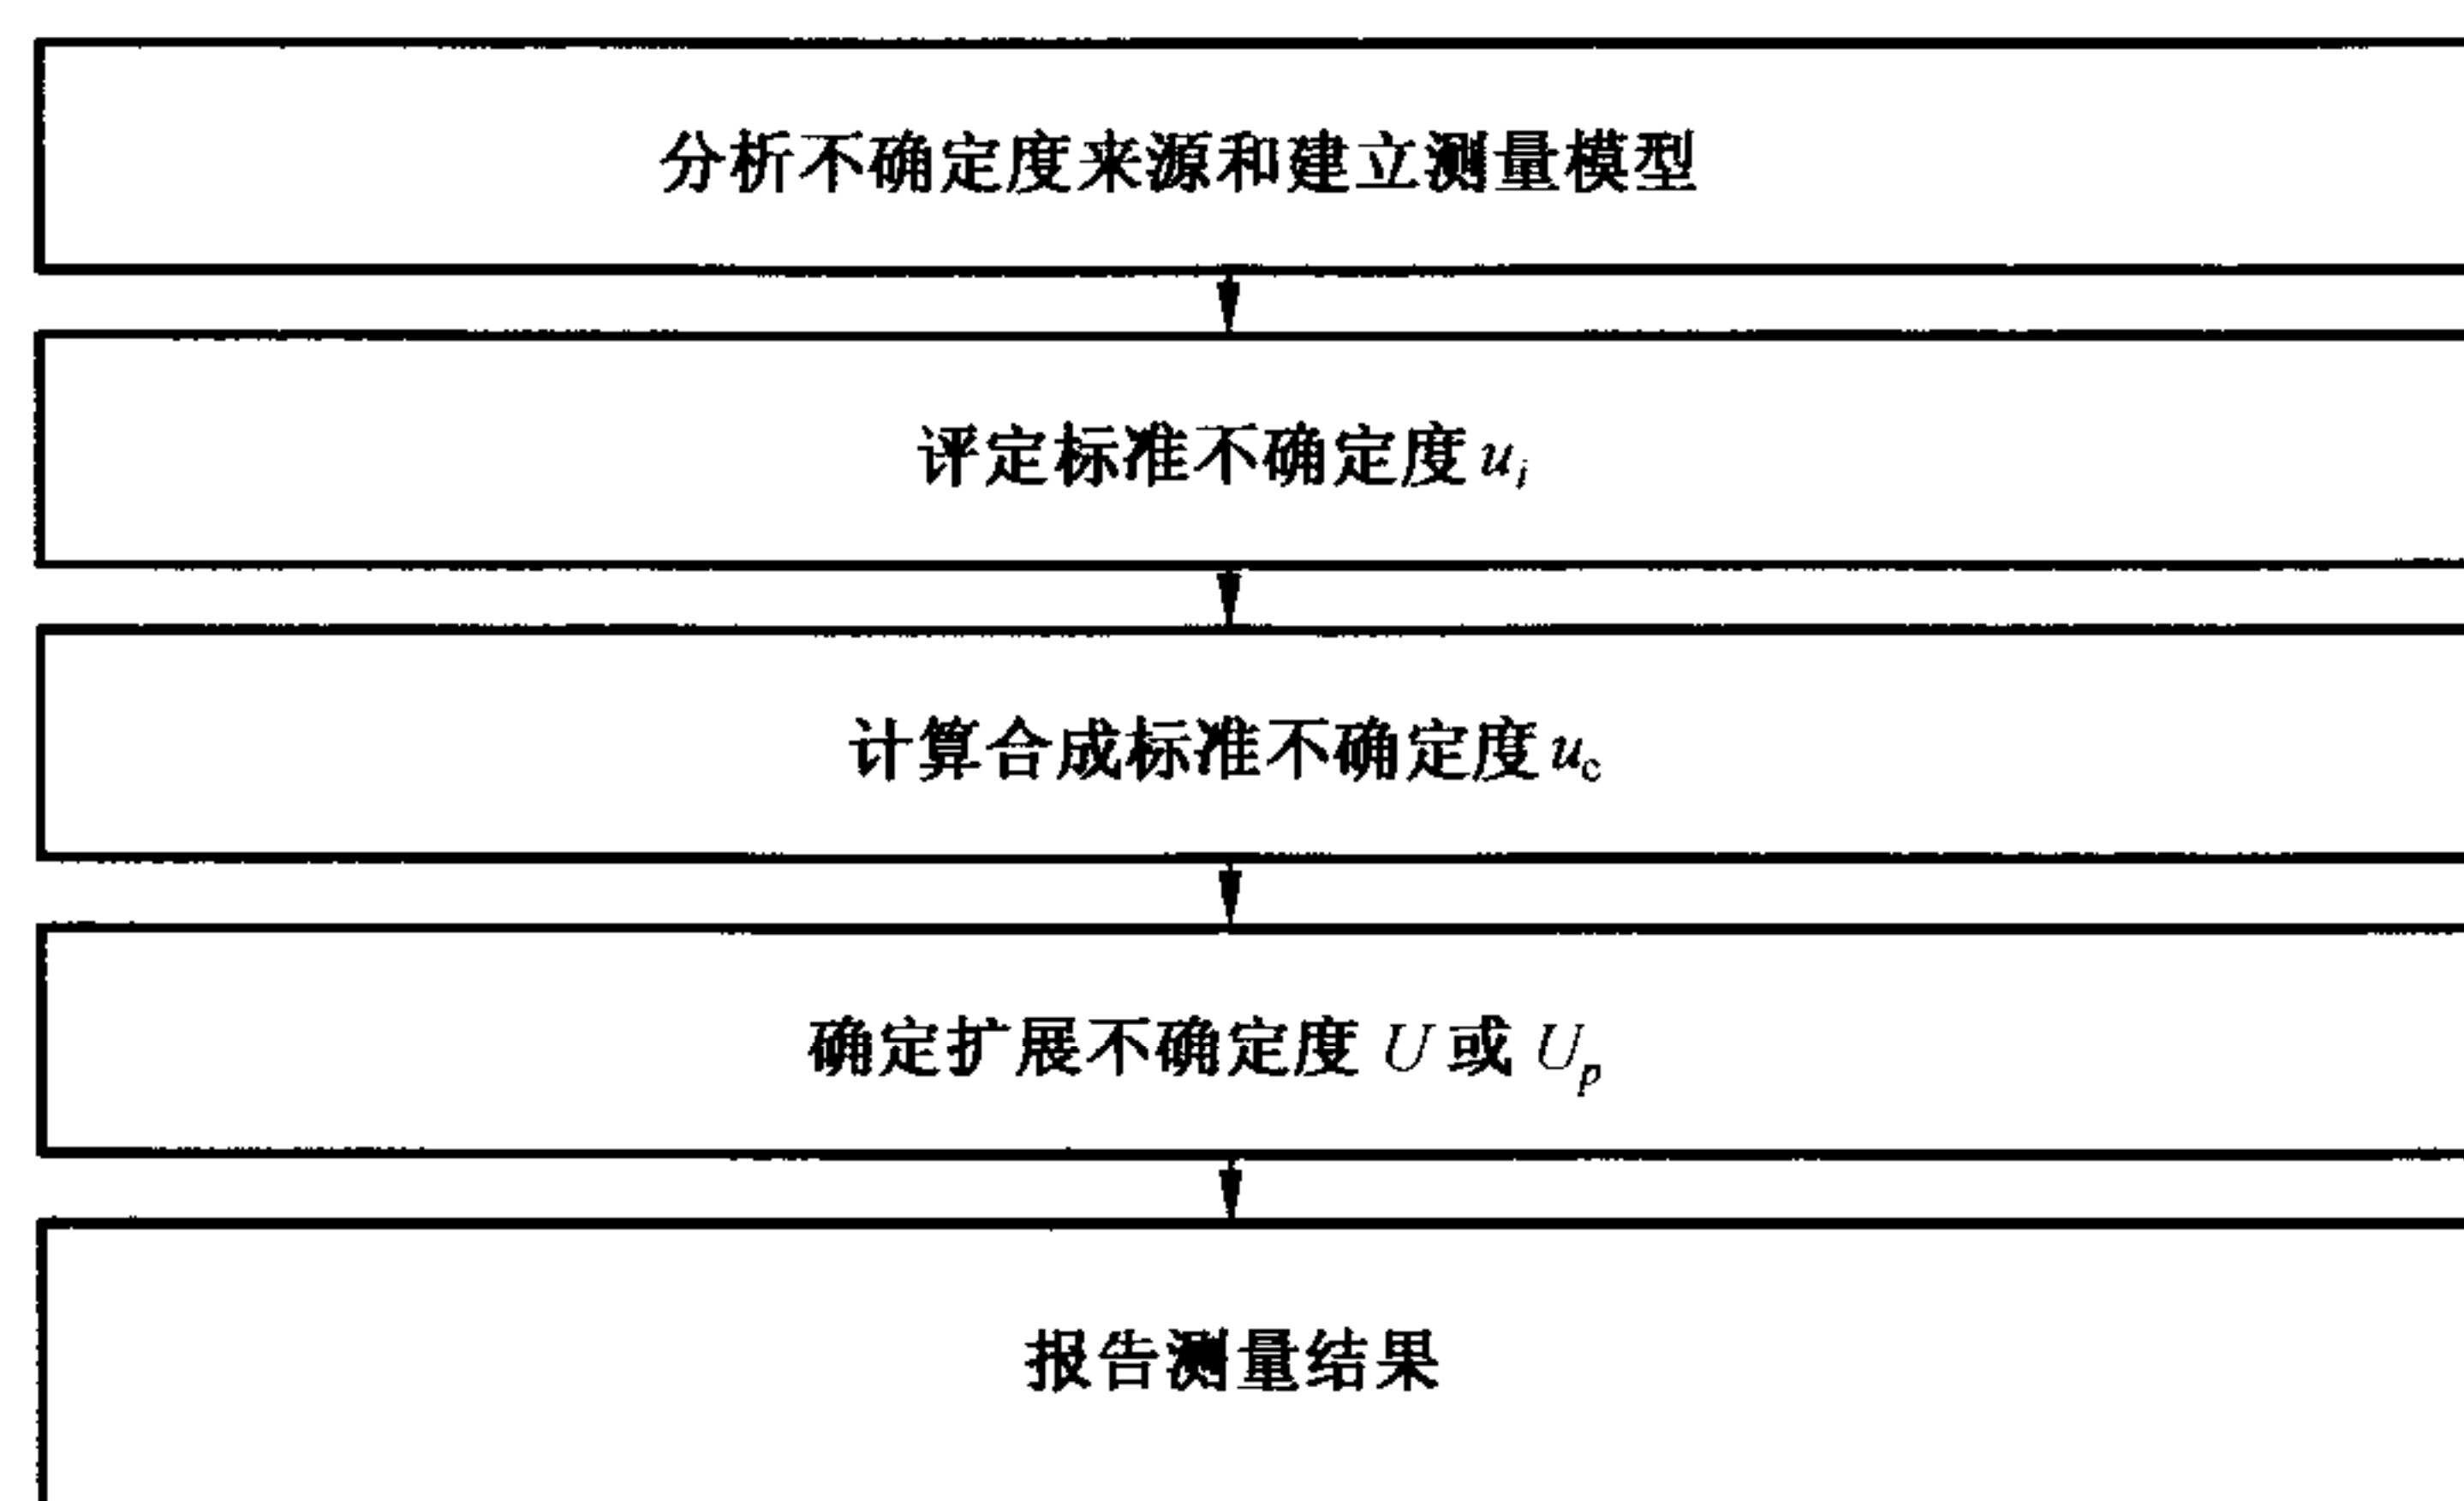 分析不确定度来源和建立测量模型
评定标准不确定度 u_i
计算合成标准不确定度 u_c
确定扩展不确定度 U 或 U_p
报告测量结果